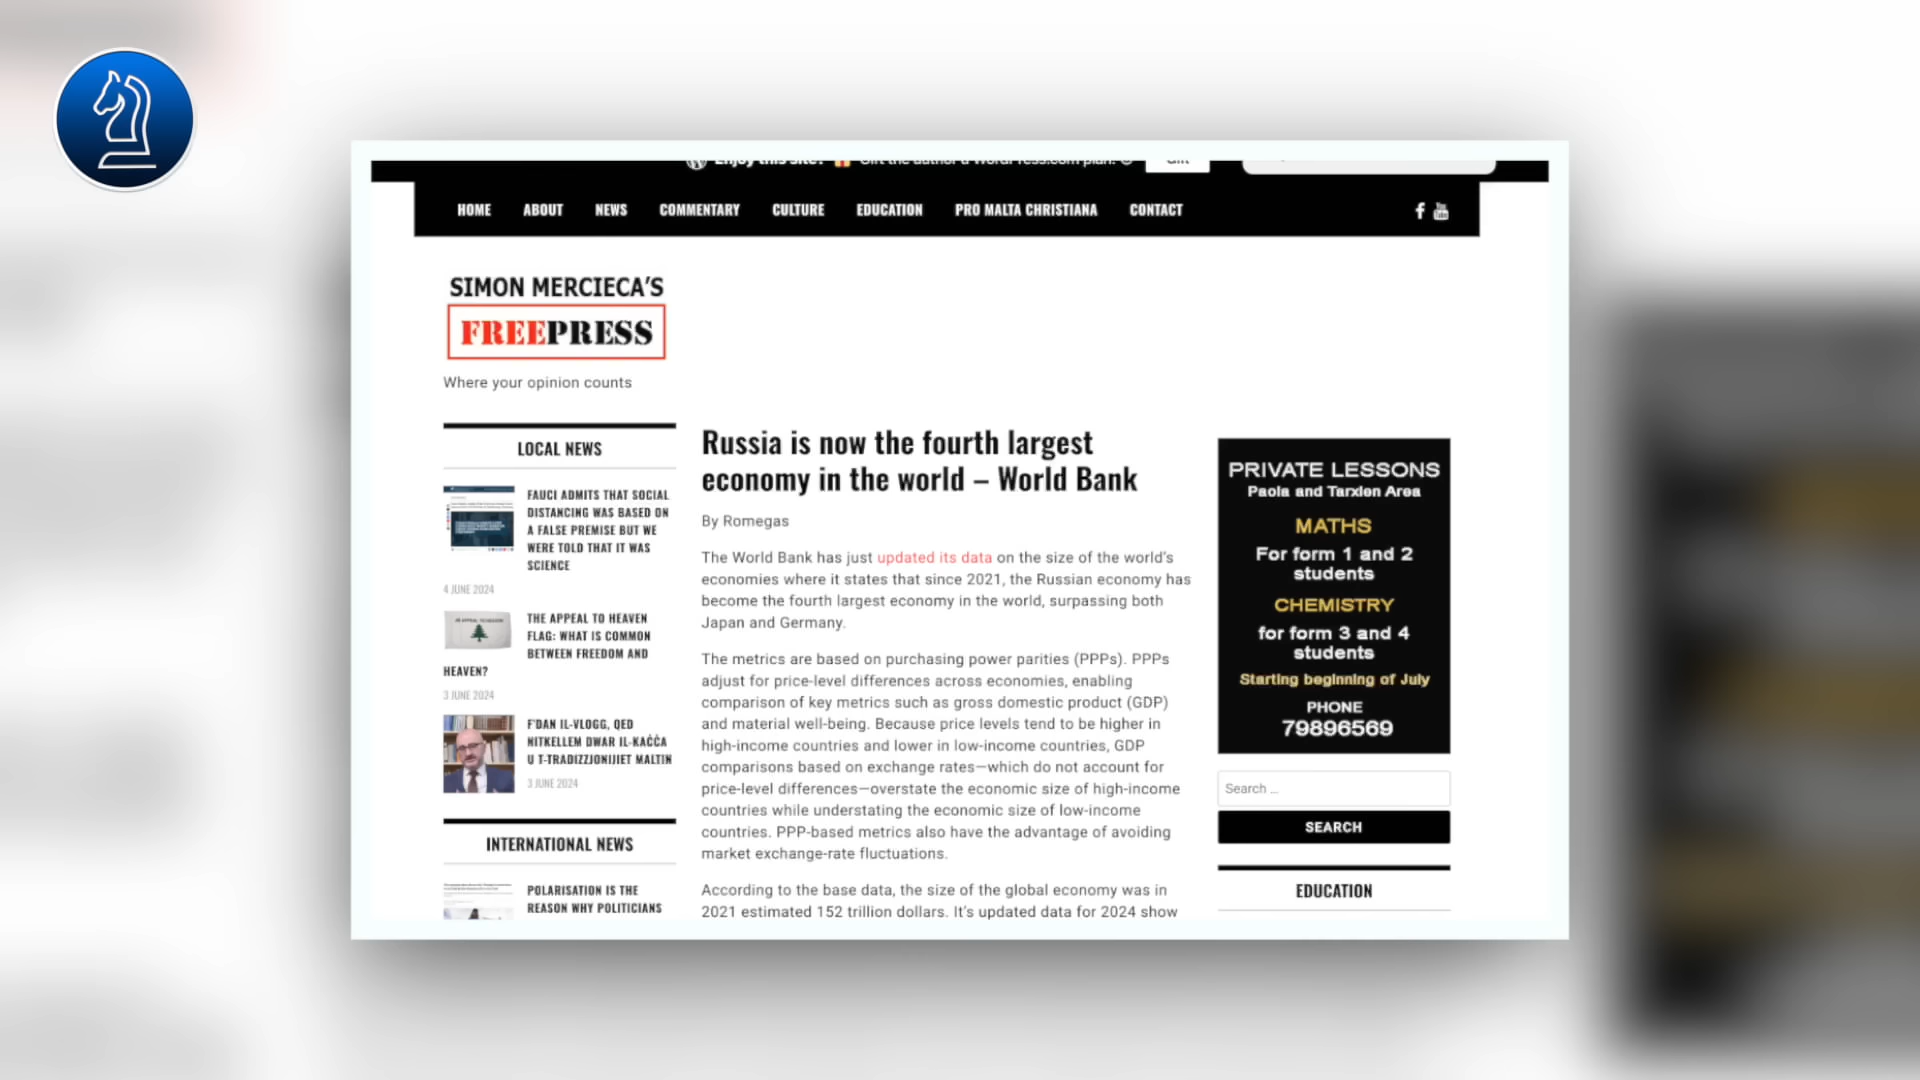 Enjoy this site? Gift the author a WordPress.com plan. Gift
HOME ABOUT NEWS COMMENTARY CULTURE EDUCATION PRO MALTA CHRISTIANA CONTACT
SIMON MERCIECA'S
FREEPRESS
Where your opinion counts
LOCAL NEWS
FAUCI ADMITS THAT SOCIAL
DISTANCING WAS BASED ON
A FALSE PREMISE BUT WE
WERE TOLD THAT IT WAS
SCIENCE
4 JUNE 2024
THE APPEAL TO HEAVEN
FLAG: WHAT IS COMMON
BETWEEN FREEDOM AND
HEAVEN?
3 JUNE 2024
F'DAN IL-VLOGG, QED
NITKELLEM DWAR IL-KAĊĊA
U T-TRADIZZJONIJIET MALTIN
3 JUNE 2024
INTERNATIONAL NEWS
POLARISATION IS THE
REASON WHY POLITICIANS
Russia is now the fourth largest
economy in the world – World Bank
By Romegas
The World Bank has just updated its data on the size of the world's
economies where it states that since 2021, the Russian economy has
become the fourth largest economy in the world, surpassing both
Japan and Germany.
The metrics are based on purchasing power parities (PPPs). PPPs
adjust for price-level differences across economies, enabling
comparison of key metrics such as gross domestic product (GDP)
and material well-being. Because price levels tend to be higher in
high-income countries and lower in low-income countries, GDP
comparisons based on exchange rates—which do not account for
price-level differences—overstate the economic size of high-income
countries while understating the economic size of low-income
countries. PPP-based metrics also have the advantage of avoiding
market exchange-rate fluctuations.
According to the base data, the size of the global economy was in
2021 estimated 152 trillion dollars. It's updated data for 2024 show
PRIVATE LESSONS
Paola and Tarxien Area
MATHS
For form 1 and 2
students
CHEMISTRY
for form 3 and 4
students
Starting beginning of July
PHONE
79896569
Search …
SEARCH
EDUCATION